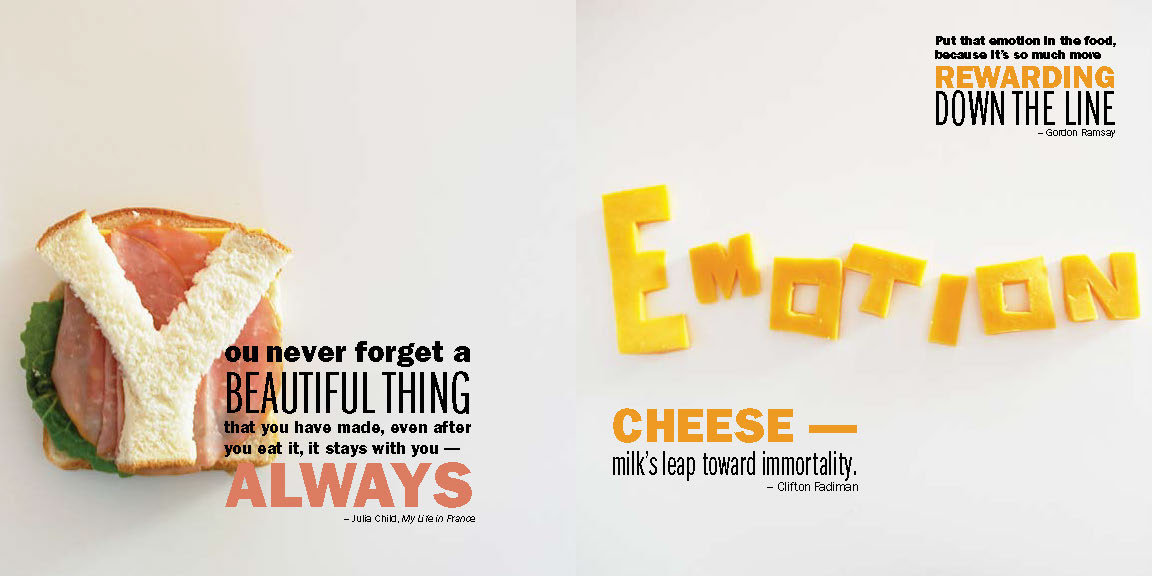 Y
ou never forget a
BEAUTIFUL THING
that you have made, even after
you eat it, it stays with you —
ALWAYS
– Julia Child, My Life in France
Put that emotion in the food,
because it's so much more
REWARDING
DOWN THE LINE
– Gordon Ramsay
EMOTION
CHEESE —
milk's leap toward immortality.
– Clifton Fadiman